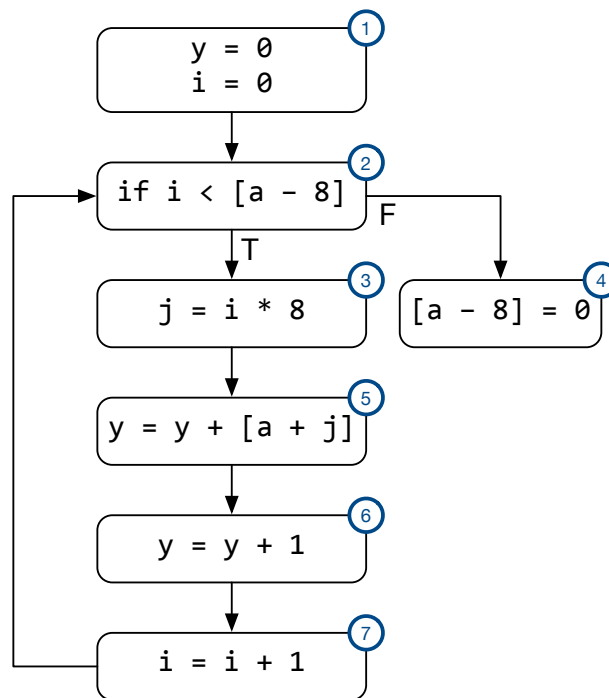 1
y = 0
i = 0
2
if i < [a – 8]
F
T
3
j = i * 8
4
[a – 8] = 0
5
y = y + [a + j]
6
y = y + 1
7
i = i + 1